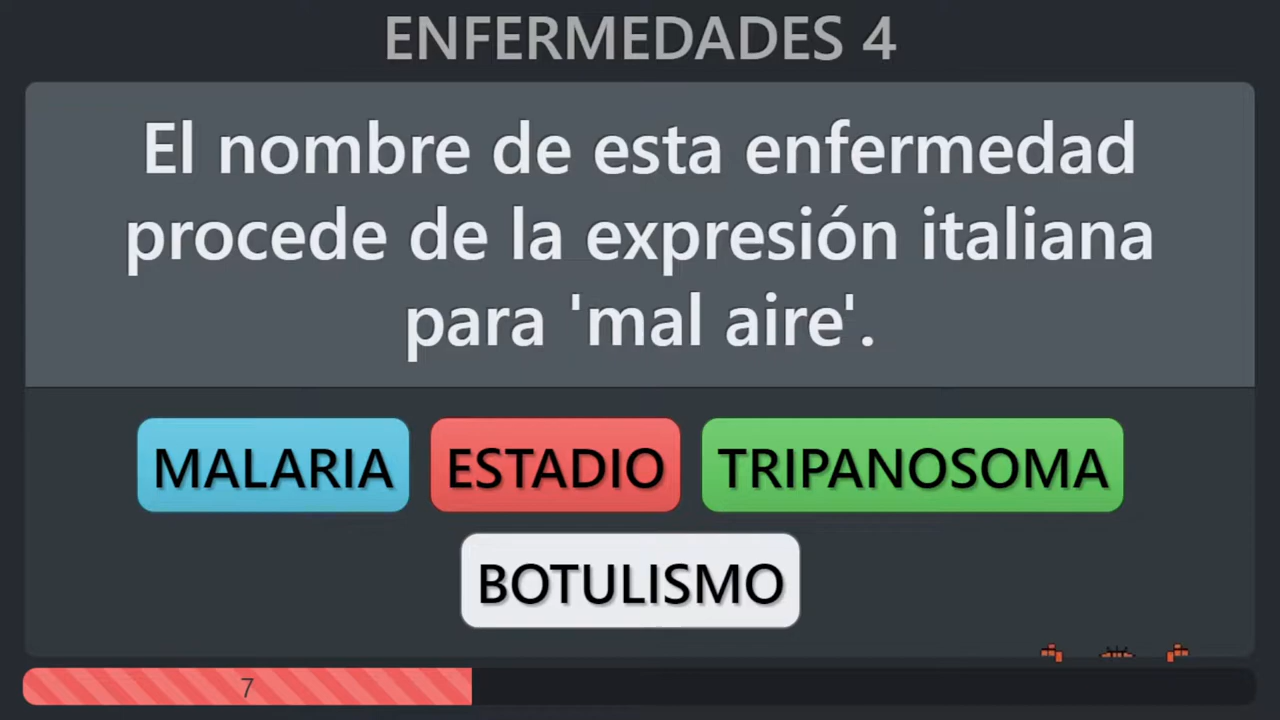 ENFERMEDADES 4
El nombre de esta enfermedad
procede de la expresión italiana
para 'mal aire'.
MALARIA ESTADIO TRIPANOSOMA
BOTULISMO
7